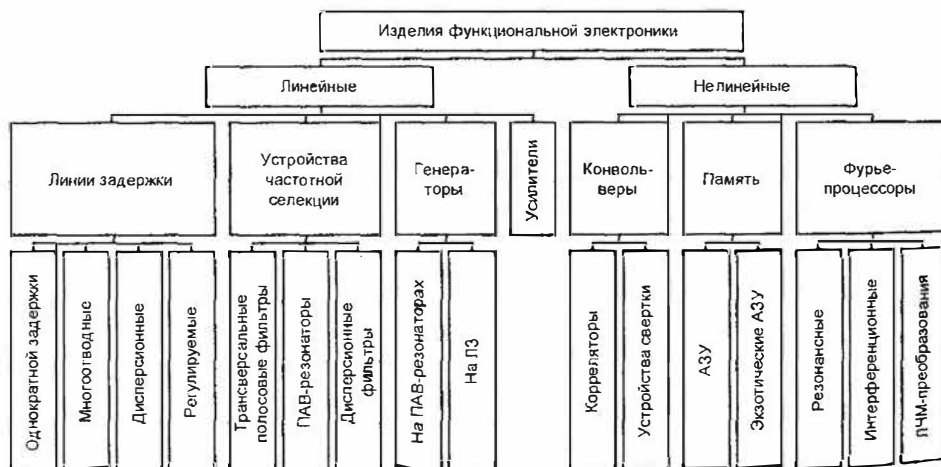 Изделия функциональной электроники
Линейные
Нелинейные
Линии задержки
Устройства
частотной
селекции
Генера-
торы
Усилители
Конволь-
веры
Память
Фурье-
процессоры
Однократной задержки
Многоотводные
Дисперсионные
Регулируемые
Трансверсальные
полосовые фильтры
ПАВ-резонаторы
Дисперсионные
фильтры
На ПАВ-резонаторах
На ПЗ
Корреляторы
Устройства свертки
АЗУ
Экзотические АЗУ
Резонансные
Интерференционные
ЛЧМ-преобразования